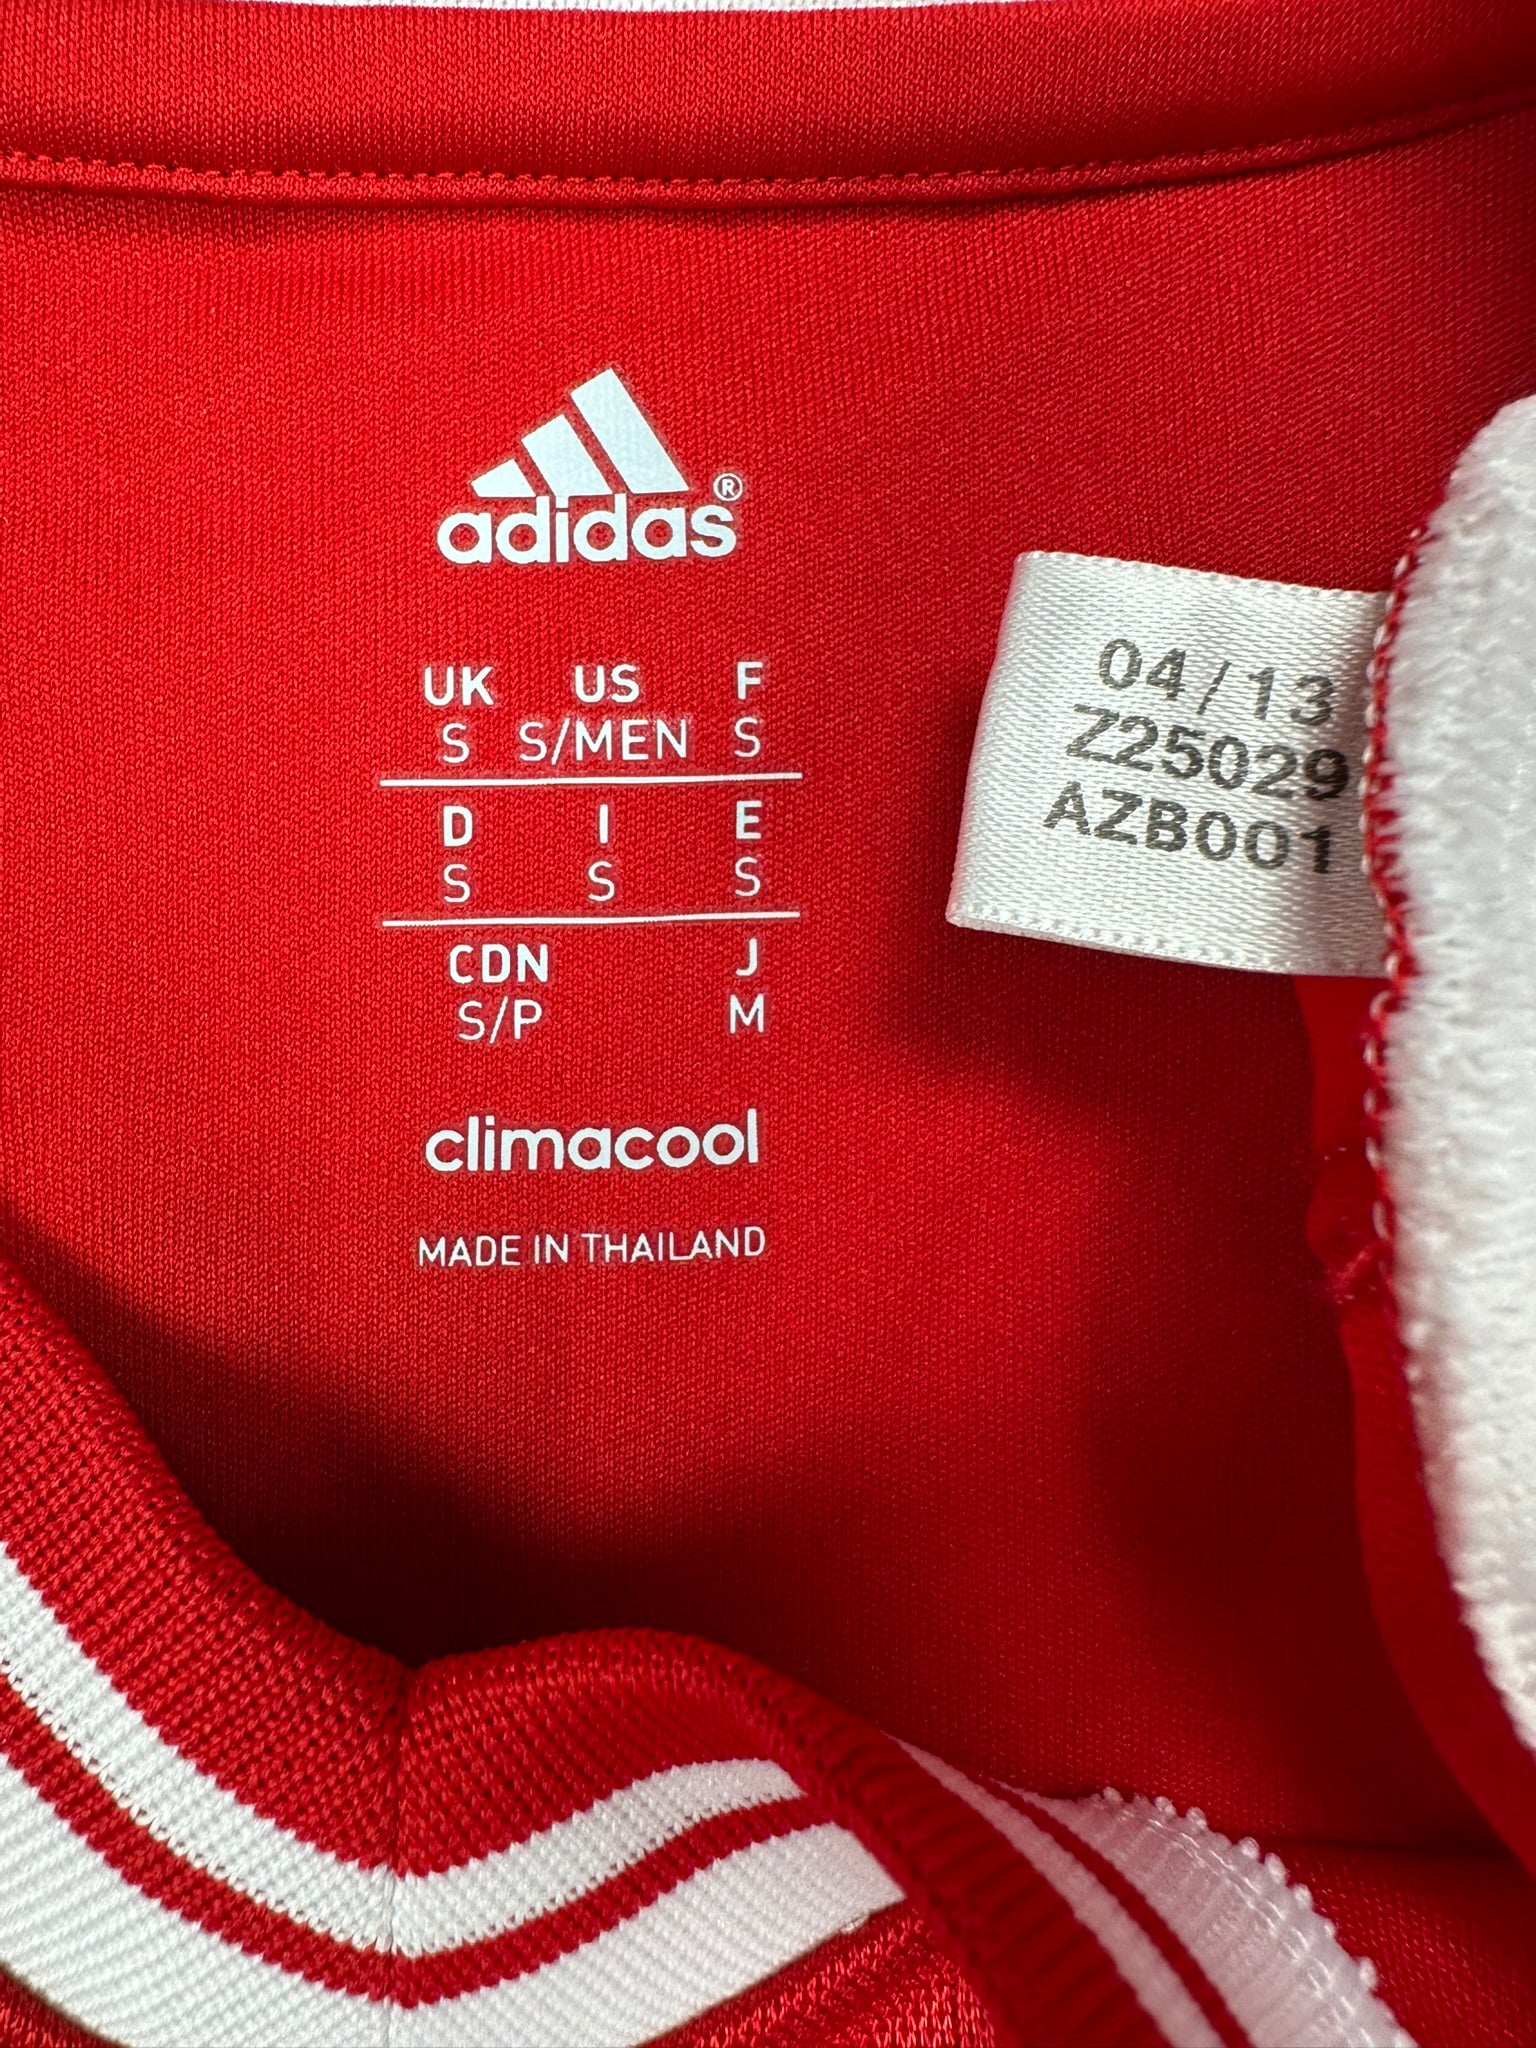 adidas®
UK US F
S S/MEN S
D I E
S S S
CDN J
S/P M
climacool
MADE IN THAILAND
04/13
Z25029
AZB001